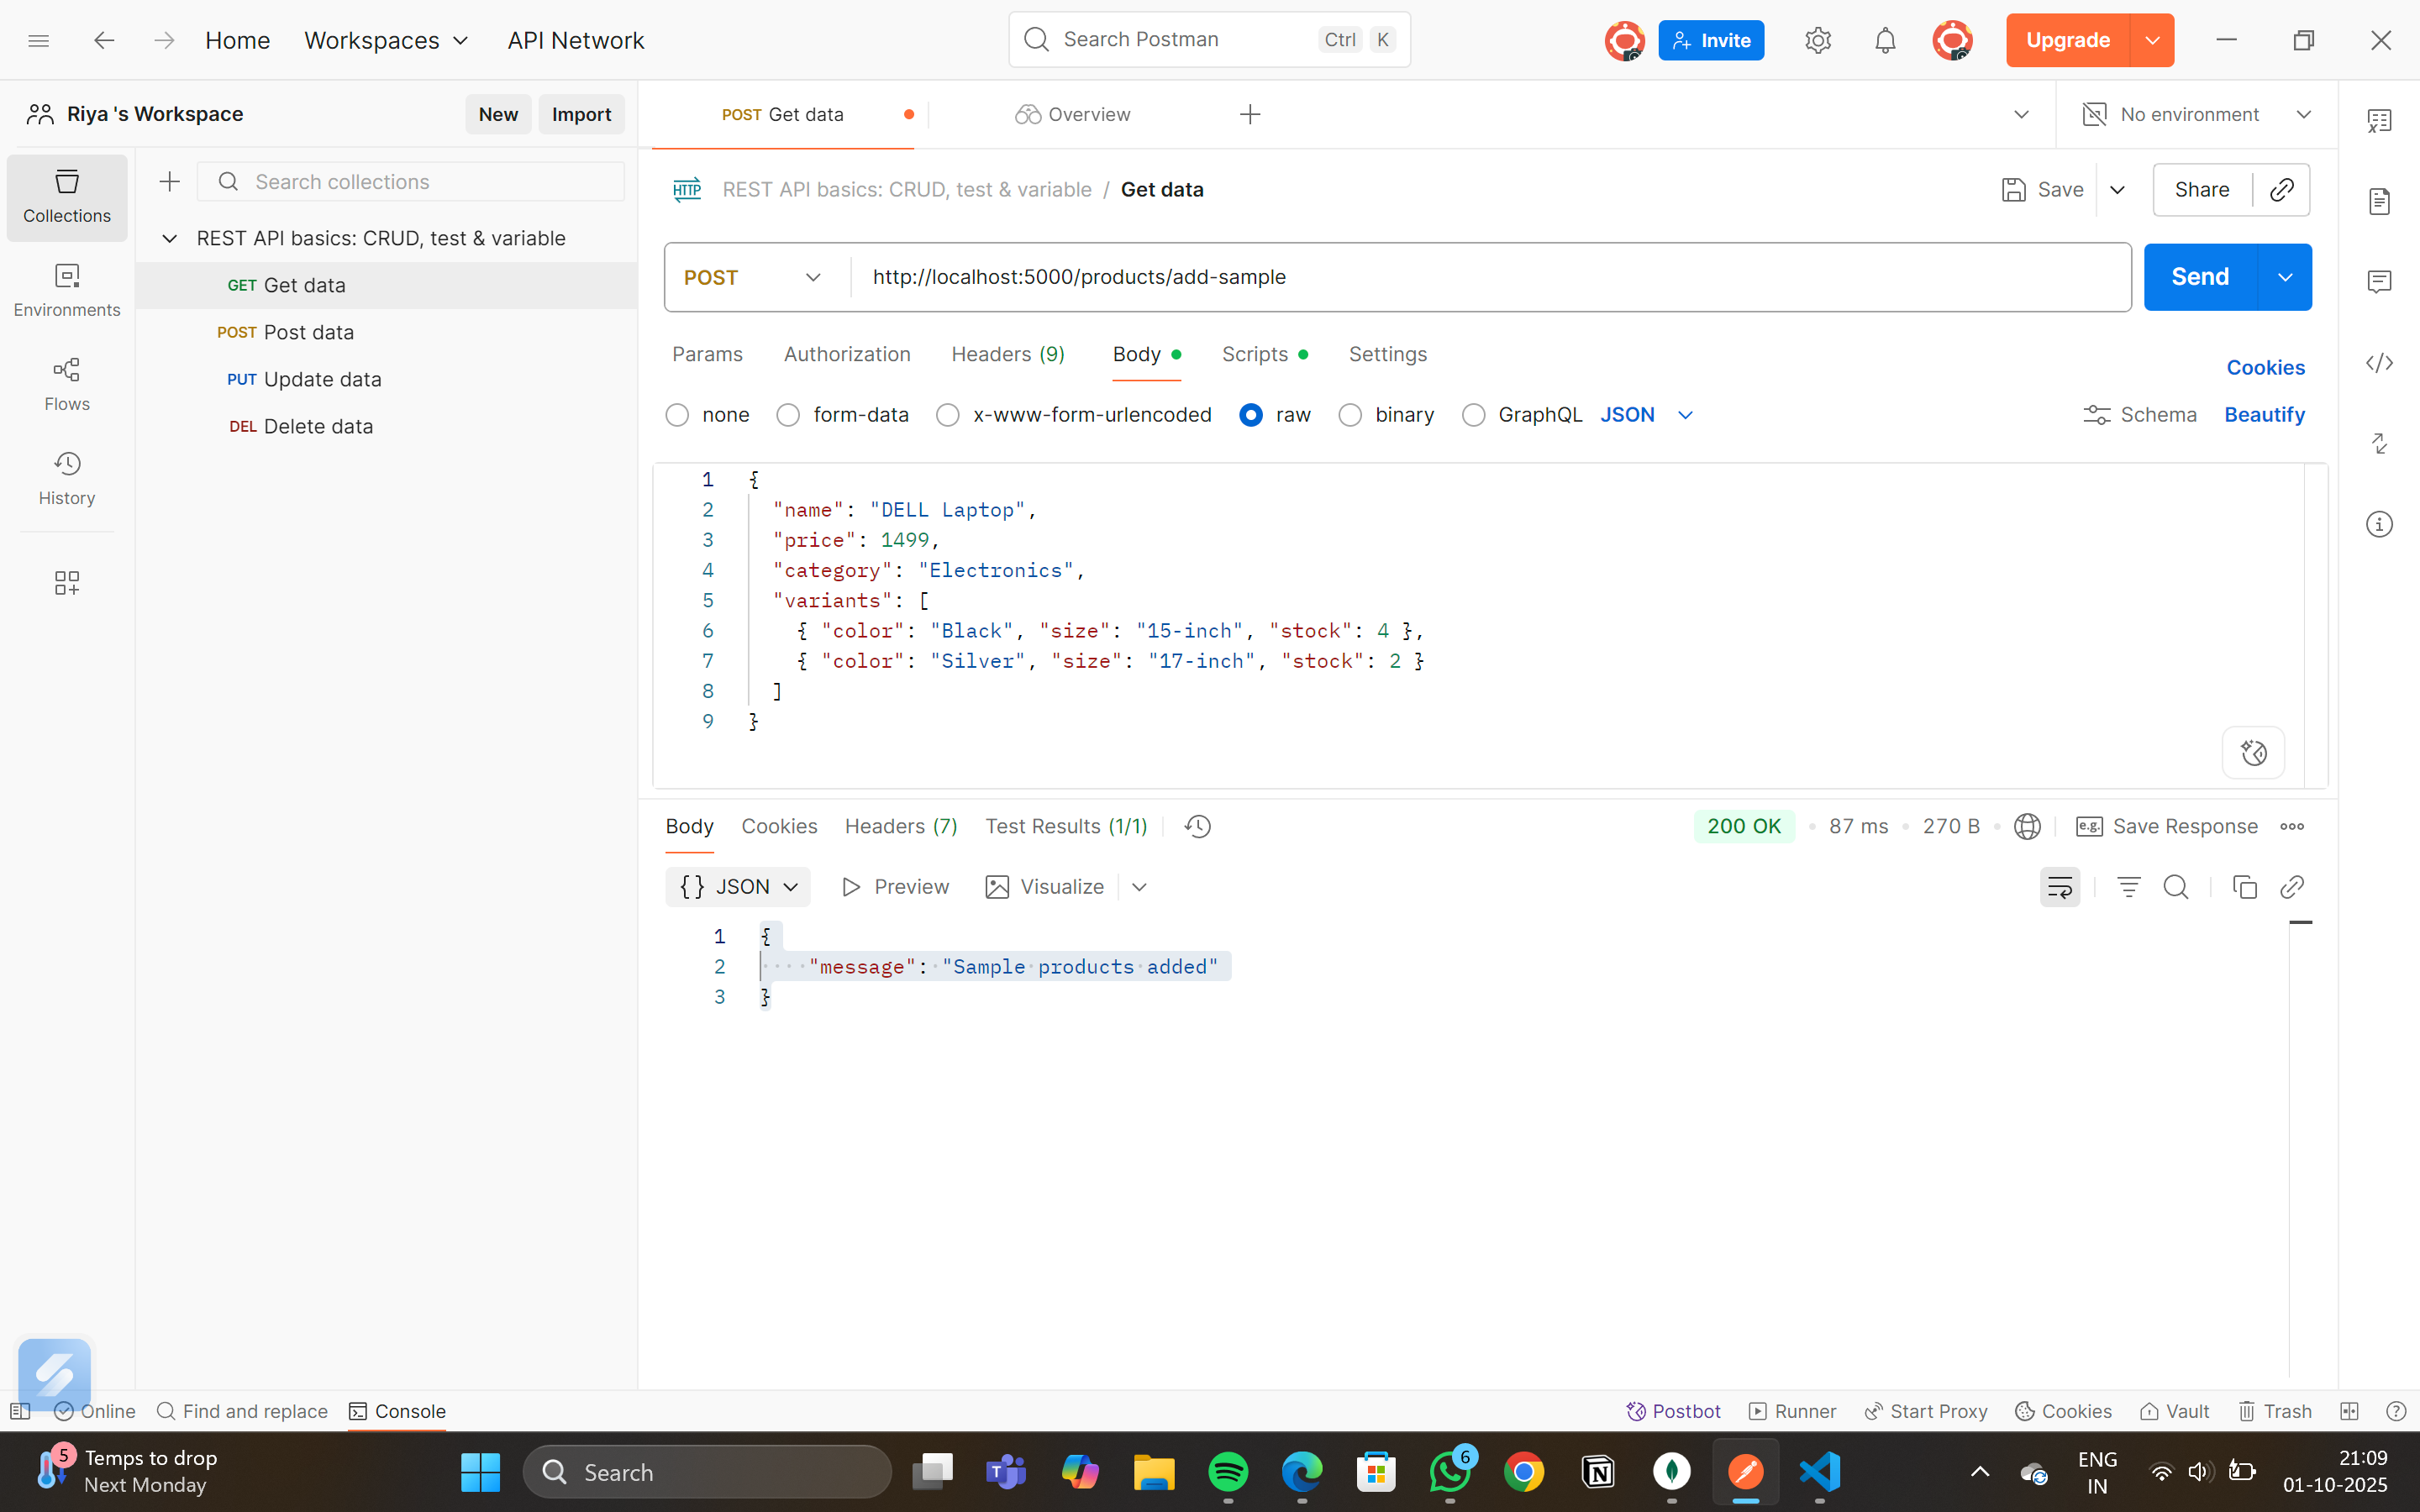 Home Workspaces API Network Search Postman Ctrl K Invite Upgrade
Riya 's Workspace New Import POST Get data Overview No environment
Collections Search collections
REST API basics: CRUD, test & variable / Get data Save Share
REST API basics: CRUD, test & variable
GET Get data
POST Post data
PUT Update data
DEL Delete data
Environments
Flows
History
HTTP
POST http://localhost:5000/products/add-sample Send
Params Authorization Headers (9) Body Scripts Settings Cookies
none form-data x-www-form-urlencoded raw binary GraphQL JSON Schema Beautify
1 {
2 "name": "DELL Laptop",
3 "price": 1499,
4 "category": "Electronics",
5 "variants": [
6 { "color": "Black", "size": "15-inch", "stock": 4 },
7 { "color": "Silver", "size": "17-inch", "stock": 2 }
8 ]
9 }
Body Cookies Headers (7) Test Results (1/1) 200 OK • 87 ms • 270 B • e.g. Save Response
{} JSON Preview Visualize
1 {
2 "message": "Sample products added"
3 }
Online Find and replace Console Postbot Runner Start Proxy Cookies Vault Trash
5 Temps to drop
Next Monday
Search
6
ENG
IN
21:09
01-10-2025